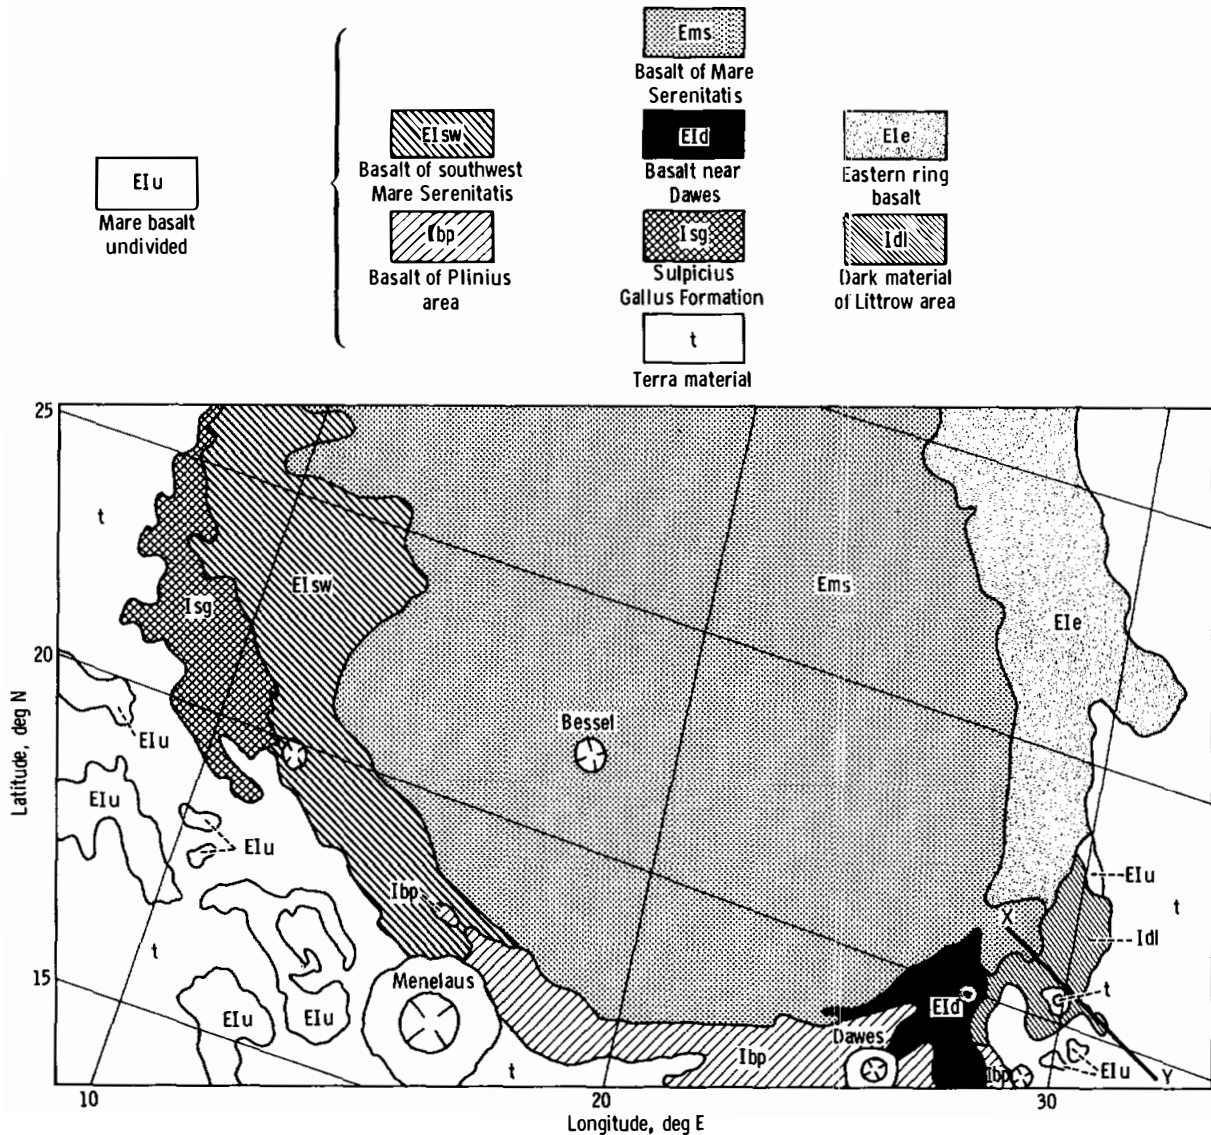 Ems
Basalt of Mare
Serenitatis
EIsw
Basalt of southwest
Mare Serenitatis
EId
Basalt near
Dawes
EIe
Eastern ring
basalt
EIu
Mare basalt
undivided
Ibp
Basalt of Plinius
area
Isg
Sulpicius
Gallus Formation
Idl
Dark material
of Littrow area
t
Terra material
25
t
EIsw
Ems
Isg
EIe
20
Latitude, deg N
Bessel
EIu
EIu
EIu
EIu
Ibp
X
t
t
Idl
Menelaus
15
t
EIu
EIu
EId
Dawes
Ibp
t
Ibp
EIu
Y
10
20
30
Longitude, deg E